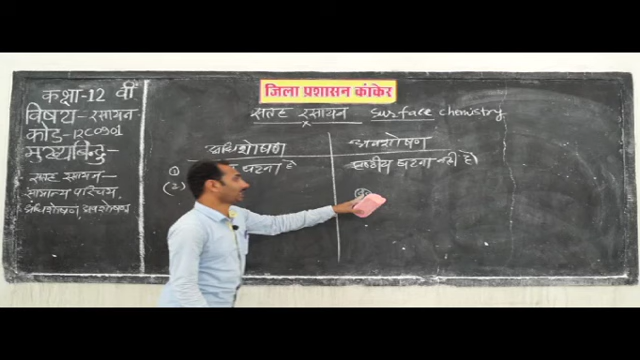 जिला प्रशासन कांकेर
कक्षा-12 वीं
विषय-रसायन
कोड-12C0901
मुख्यबिन्दु-
सतह रसायन-
सामान्य परिचय,
अधिशोषण, अवशोषण
सतह रसायन Surface chemistry
x
अधिशोषण
अवशोषण
① घटना है
पृष्ठीय घटना नहीं है।
(2)